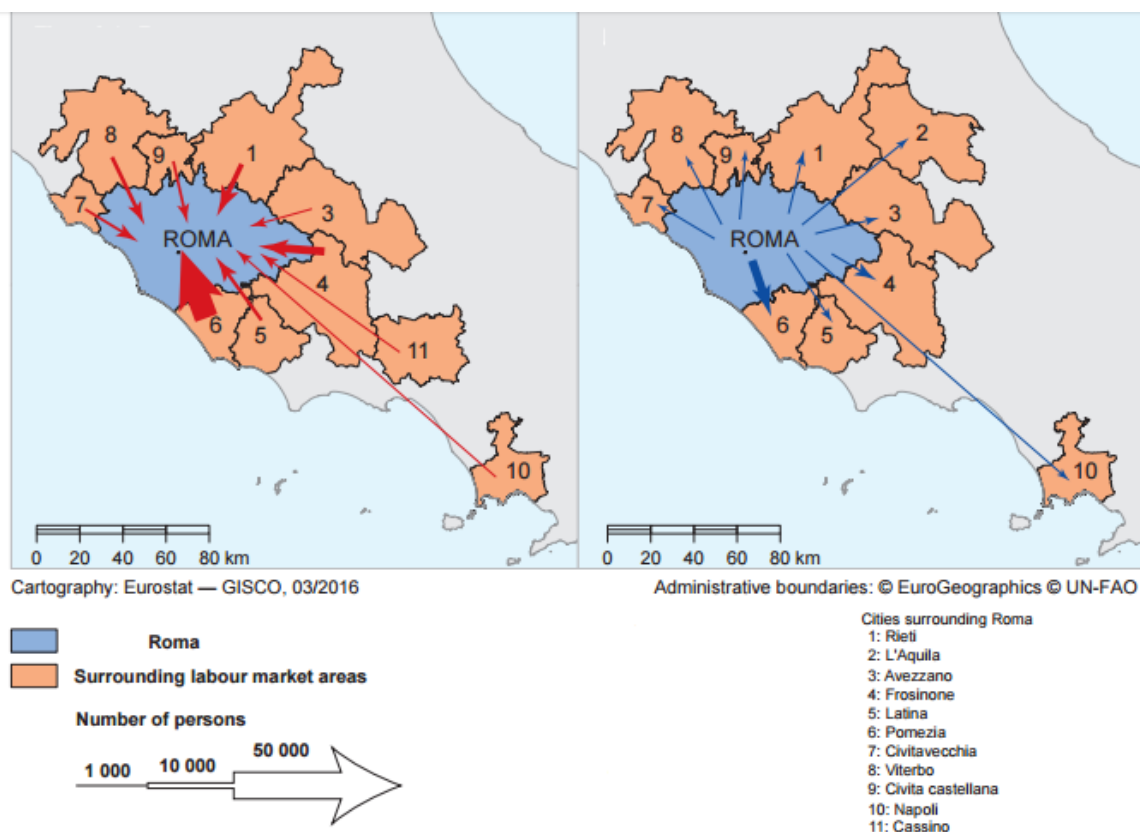 8
9
1
7
3
ROMA
4
6
5
11
10
0 20 40 60 80 km
2
8
9
1
7
3
ROMA
4
6
5
10
0 20 40 60 80 km
Cartography: Eurostat — GISCO, 03/2016
Administrative boundaries: © EuroGeographics © UN-FAO
Roma
Surrounding labour market areas
Number of persons
1 000 10 000 50 000
Cities surrounding Roma
1: Rieti
2: L'Aquila
3: Avezzano
4: Frosinone
5: Latina
6: Pomezia
7: Civitavecchia
8: Viterbo
9: Civita castellana
10: Napoli
11: Cassino